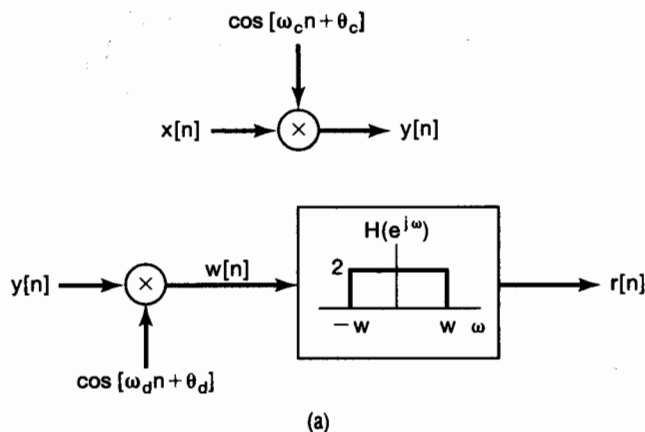 cos [ω_c n + θ_c]
x[n] × y[n]
H(e^{jω})
y[n] × w[n] 2 r[n]
−w w ω
cos [ω_d n + θ_d]
(a)